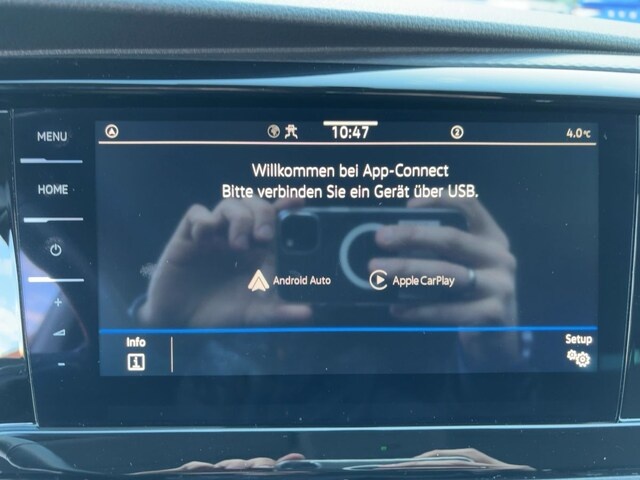 MENU
HOME
10:47
2
4.0°C
Willkommen bei App-Connect
Bitte verbinden Sie ein Gerät über USB.
Android Auto
Apple CarPlay
Info
Setup
+
-